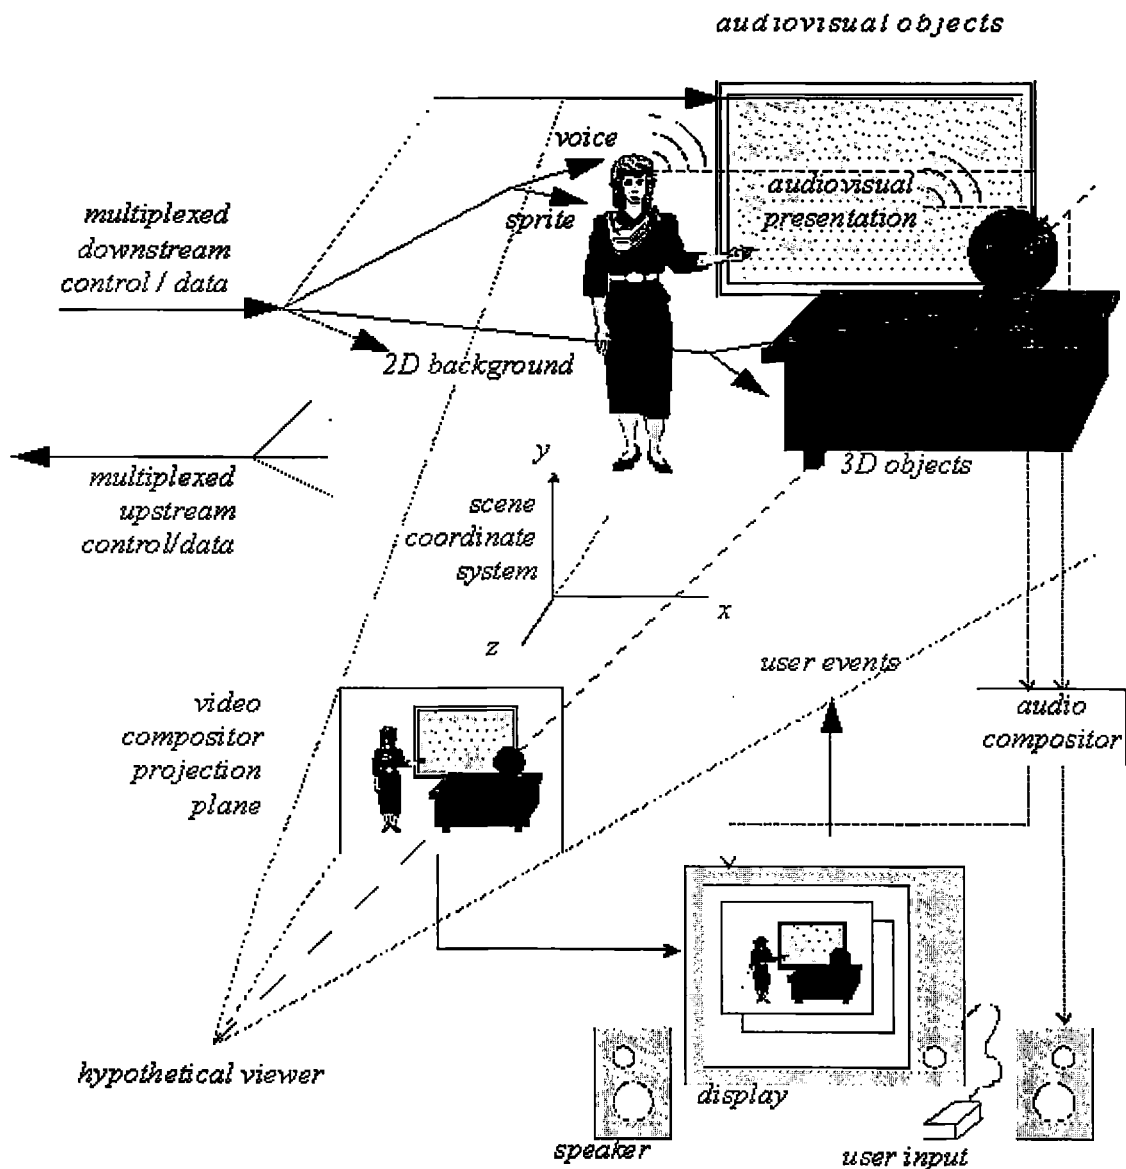 audiovisual objects
voice
audiovisual
presentation
sprite
multiplexed
downstream
control / data
2D background
3D objects
multiplexed
upstream
control/data
y
scene
coordinate
system
x
z
user events
video
compositor
projection
plane
audio
compositor
hypothetical viewer
display
speaker
user input